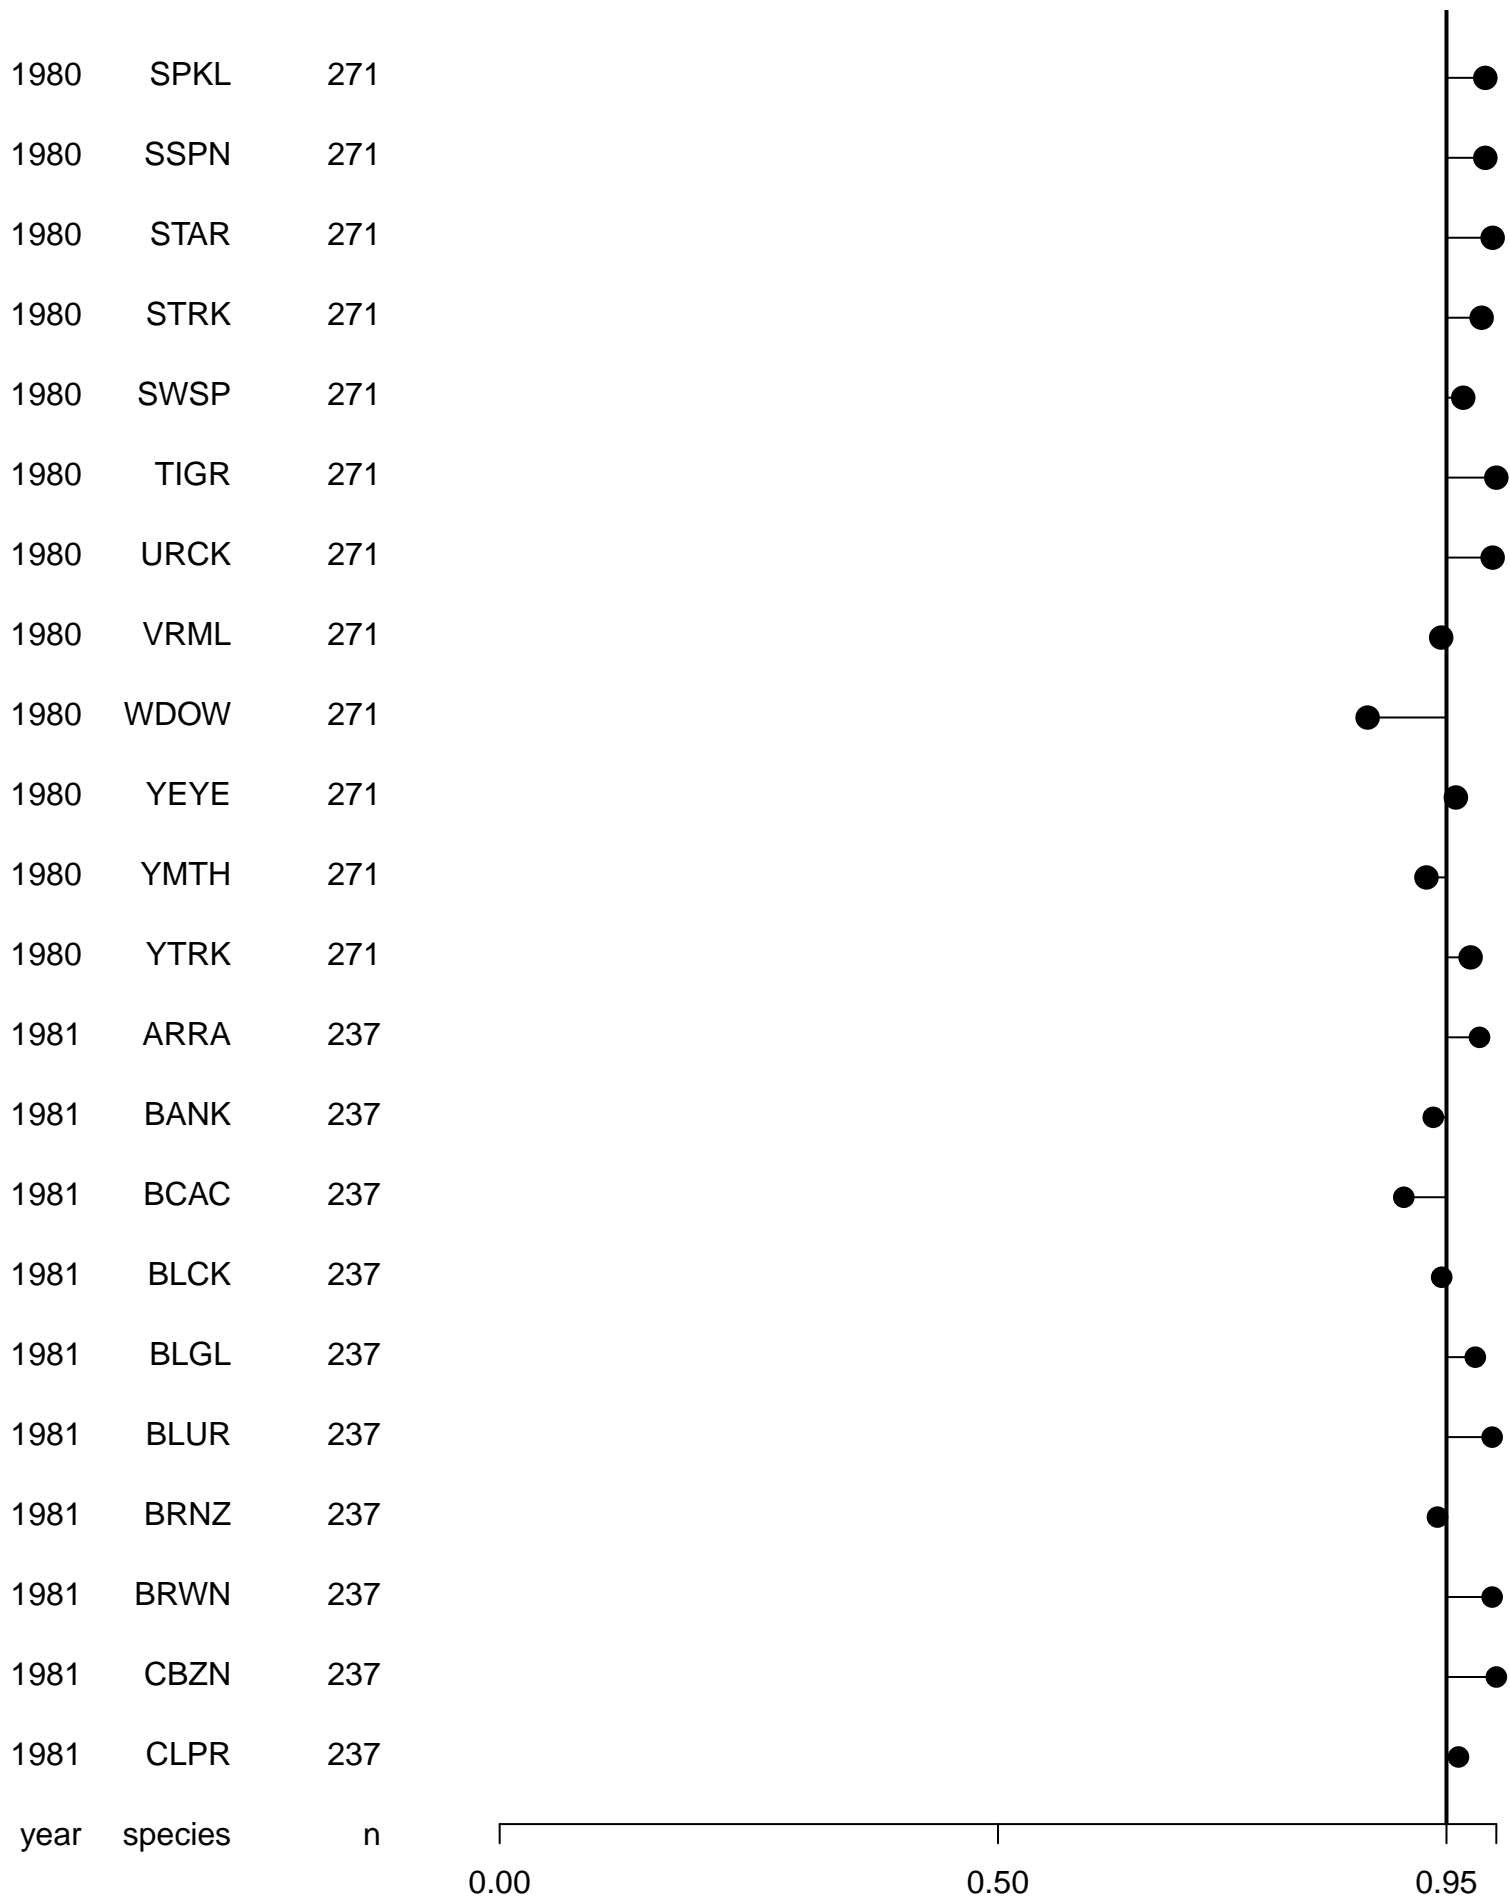 1980 SPKL 271
1980 SSPN 271
1980 STAR 271
1980 STRK 271
1980 SWSP 271
1980 TIGR 271
1980 URCK 271
1980 VRML 271
1980 WDOW 271
1980 YEYE 271
1980 YMTH 271
1980 YTRK 271
1981 ARRA 237
1981 BANK 237
1981 BCAC 237
1981 BLCK 237
1981 BLGL 237
1981 BLUR 237
1981 BRNZ 237
1981 BRWN 237
1981 CBZN 237
1981 CLPR 237
year species n
0.00 0.50 0.95